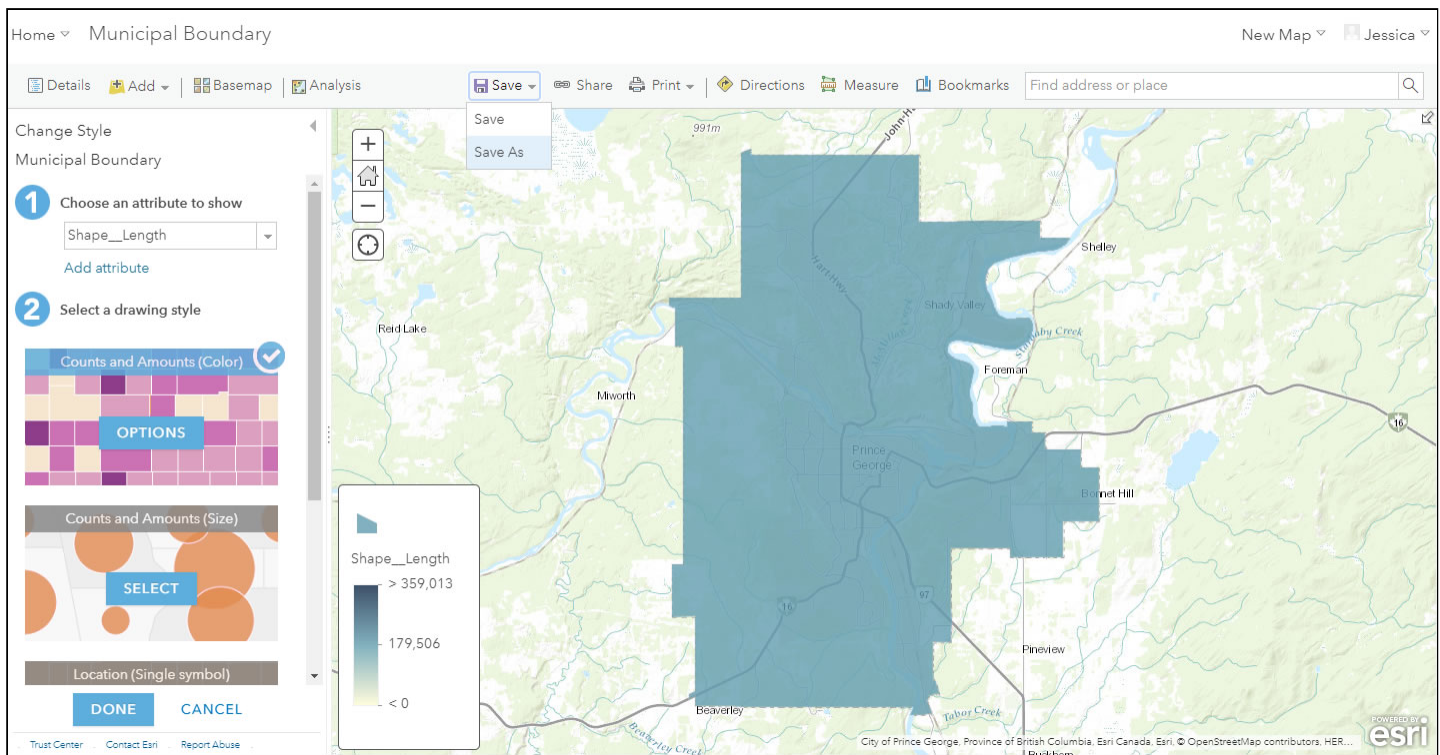 Home Municipal Boundary New Map Jessica
Details Add Basemap Analysis Save Share Print Directions Measure Bookmarks Find address or place
Save
Save As
Change Style
Municipal Boundary
1 Choose an attribute to show
Shape__Length
Add attribute
2 Select a drawing style
Counts and Amounts (Color)
OPTIONS
Counts and Amounts (Size)
SELECT
Location (Single symbol)
DONE CANCEL
Trust Center Contact Esri Report Abuse
Shape__Length
> 359,013
179,506
< 0
991m
John-H
Shelley
Hart-Hwy
Shady Valley
Reid Lake
Foreman
Miworth
16
Prince
George
Bonnet Hill
16
97
Pineview
Beaverley
Tabor Creek
Beaverley Creek
City of Prince George, Province of British Columbia, Esri Canada, Esri, © OpenStreetMap contributors, HER...
POWERED BY
esri